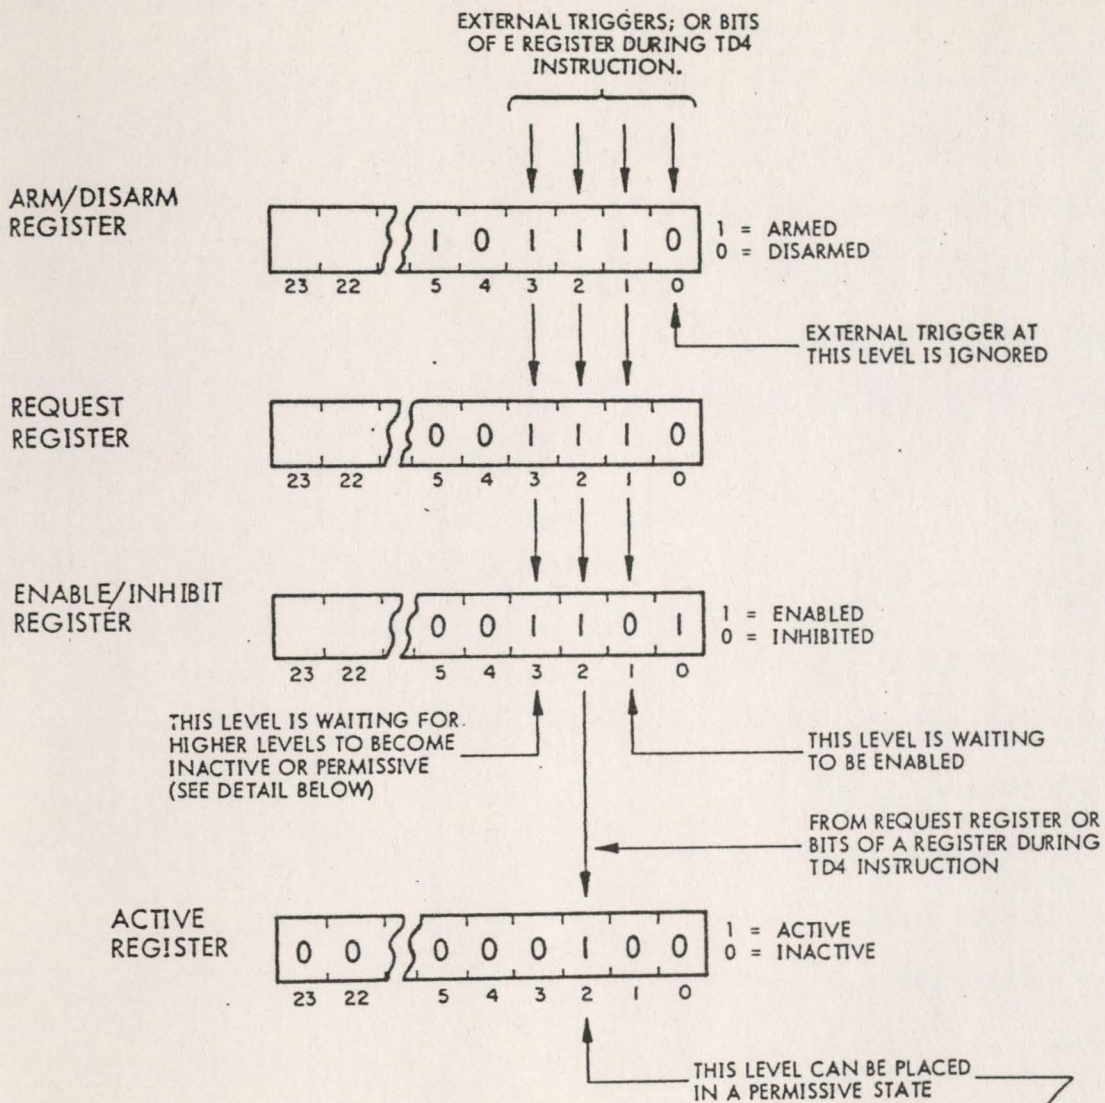 EXTERNAL TRIGGERS; OR BITS
OF E REGISTER DURING TD4
INSTRUCTION.
ARM/DISARM
REGISTER
1 0 1 1 1 0
1 = ARMED
0 = DISARMED
23 22 5 4 3 2 1 0
EXTERNAL TRIGGER AT
THIS LEVEL IS IGNORED
REQUEST
REGISTER
0 0 1 1 1 0
23 22 5 4 3 2 1 0
ENABLE/INHIBIT
REGISTER
0 0 1 1 0 1
1 = ENABLED
0 = INHIBITED
23 22 5 4 3 2 1 0
THIS LEVEL IS WAITING FOR
HIGHER LEVELS TO BECOME
INACTIVE OR PERMISSIVE
(SEE DETAIL BELOW)
THIS LEVEL IS WAITING
TO BE ENABLED
FROM REQUEST REGISTER OR
BITS OF A REGISTER DURING
TD4 INSTRUCTION
ACTIVE
REGISTER
0 0 0 0 0 1 0 0
1 = ACTIVE
0 = INACTIVE
23 22 5 4 3 2 1 0
THIS LEVEL CAN BE PLACED
IN A PERMISSIVE STATE